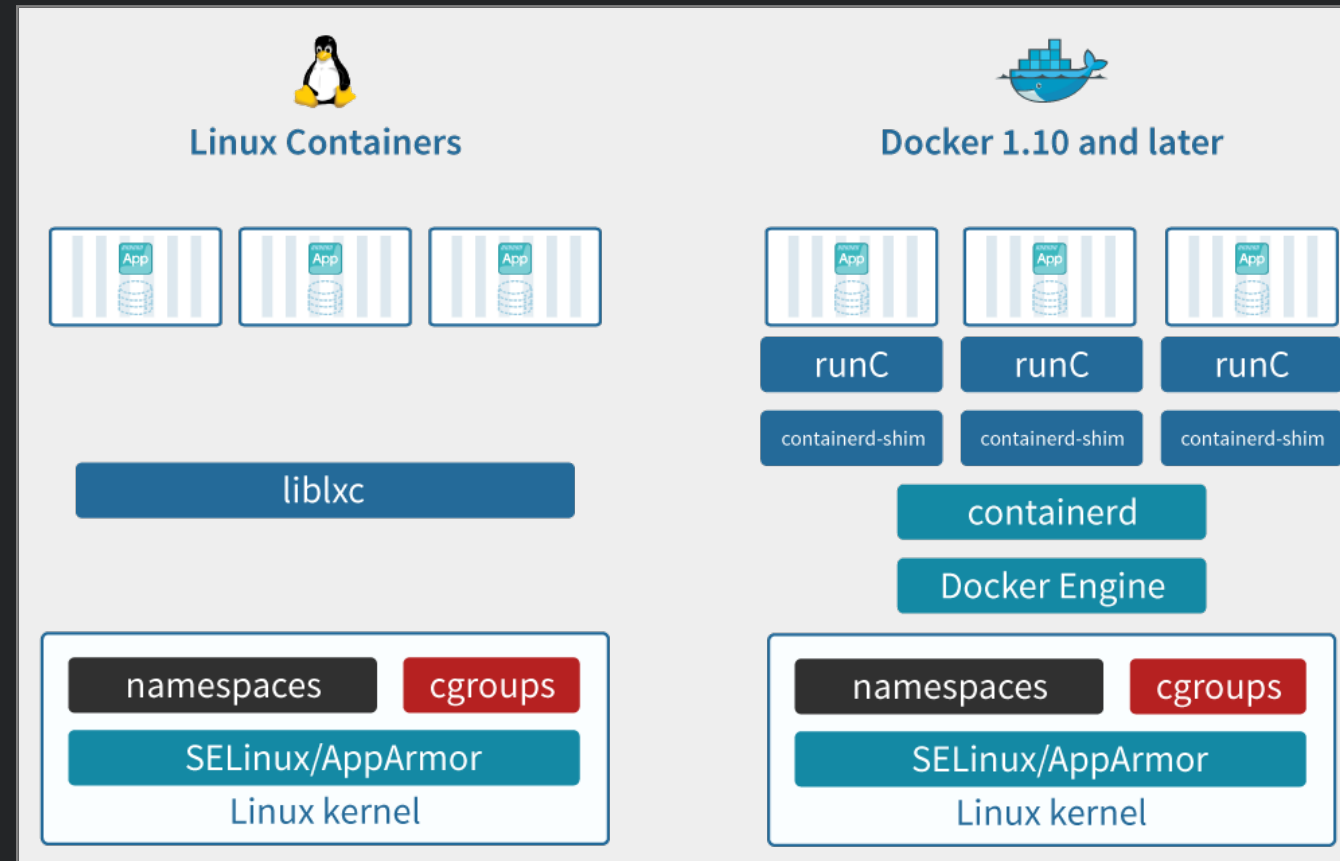 Linux Containers
App
App
App
liblxc
namespaces
cgroups
SELinux/AppArmor
Linux kernel
Docker 1.10 and later
App
App
App
runC
runC
runC
containerd-shim
containerd-shim
containerd-shim
containerd
Docker Engine
namespaces
cgroups
SELinux/AppArmor
Linux kernel